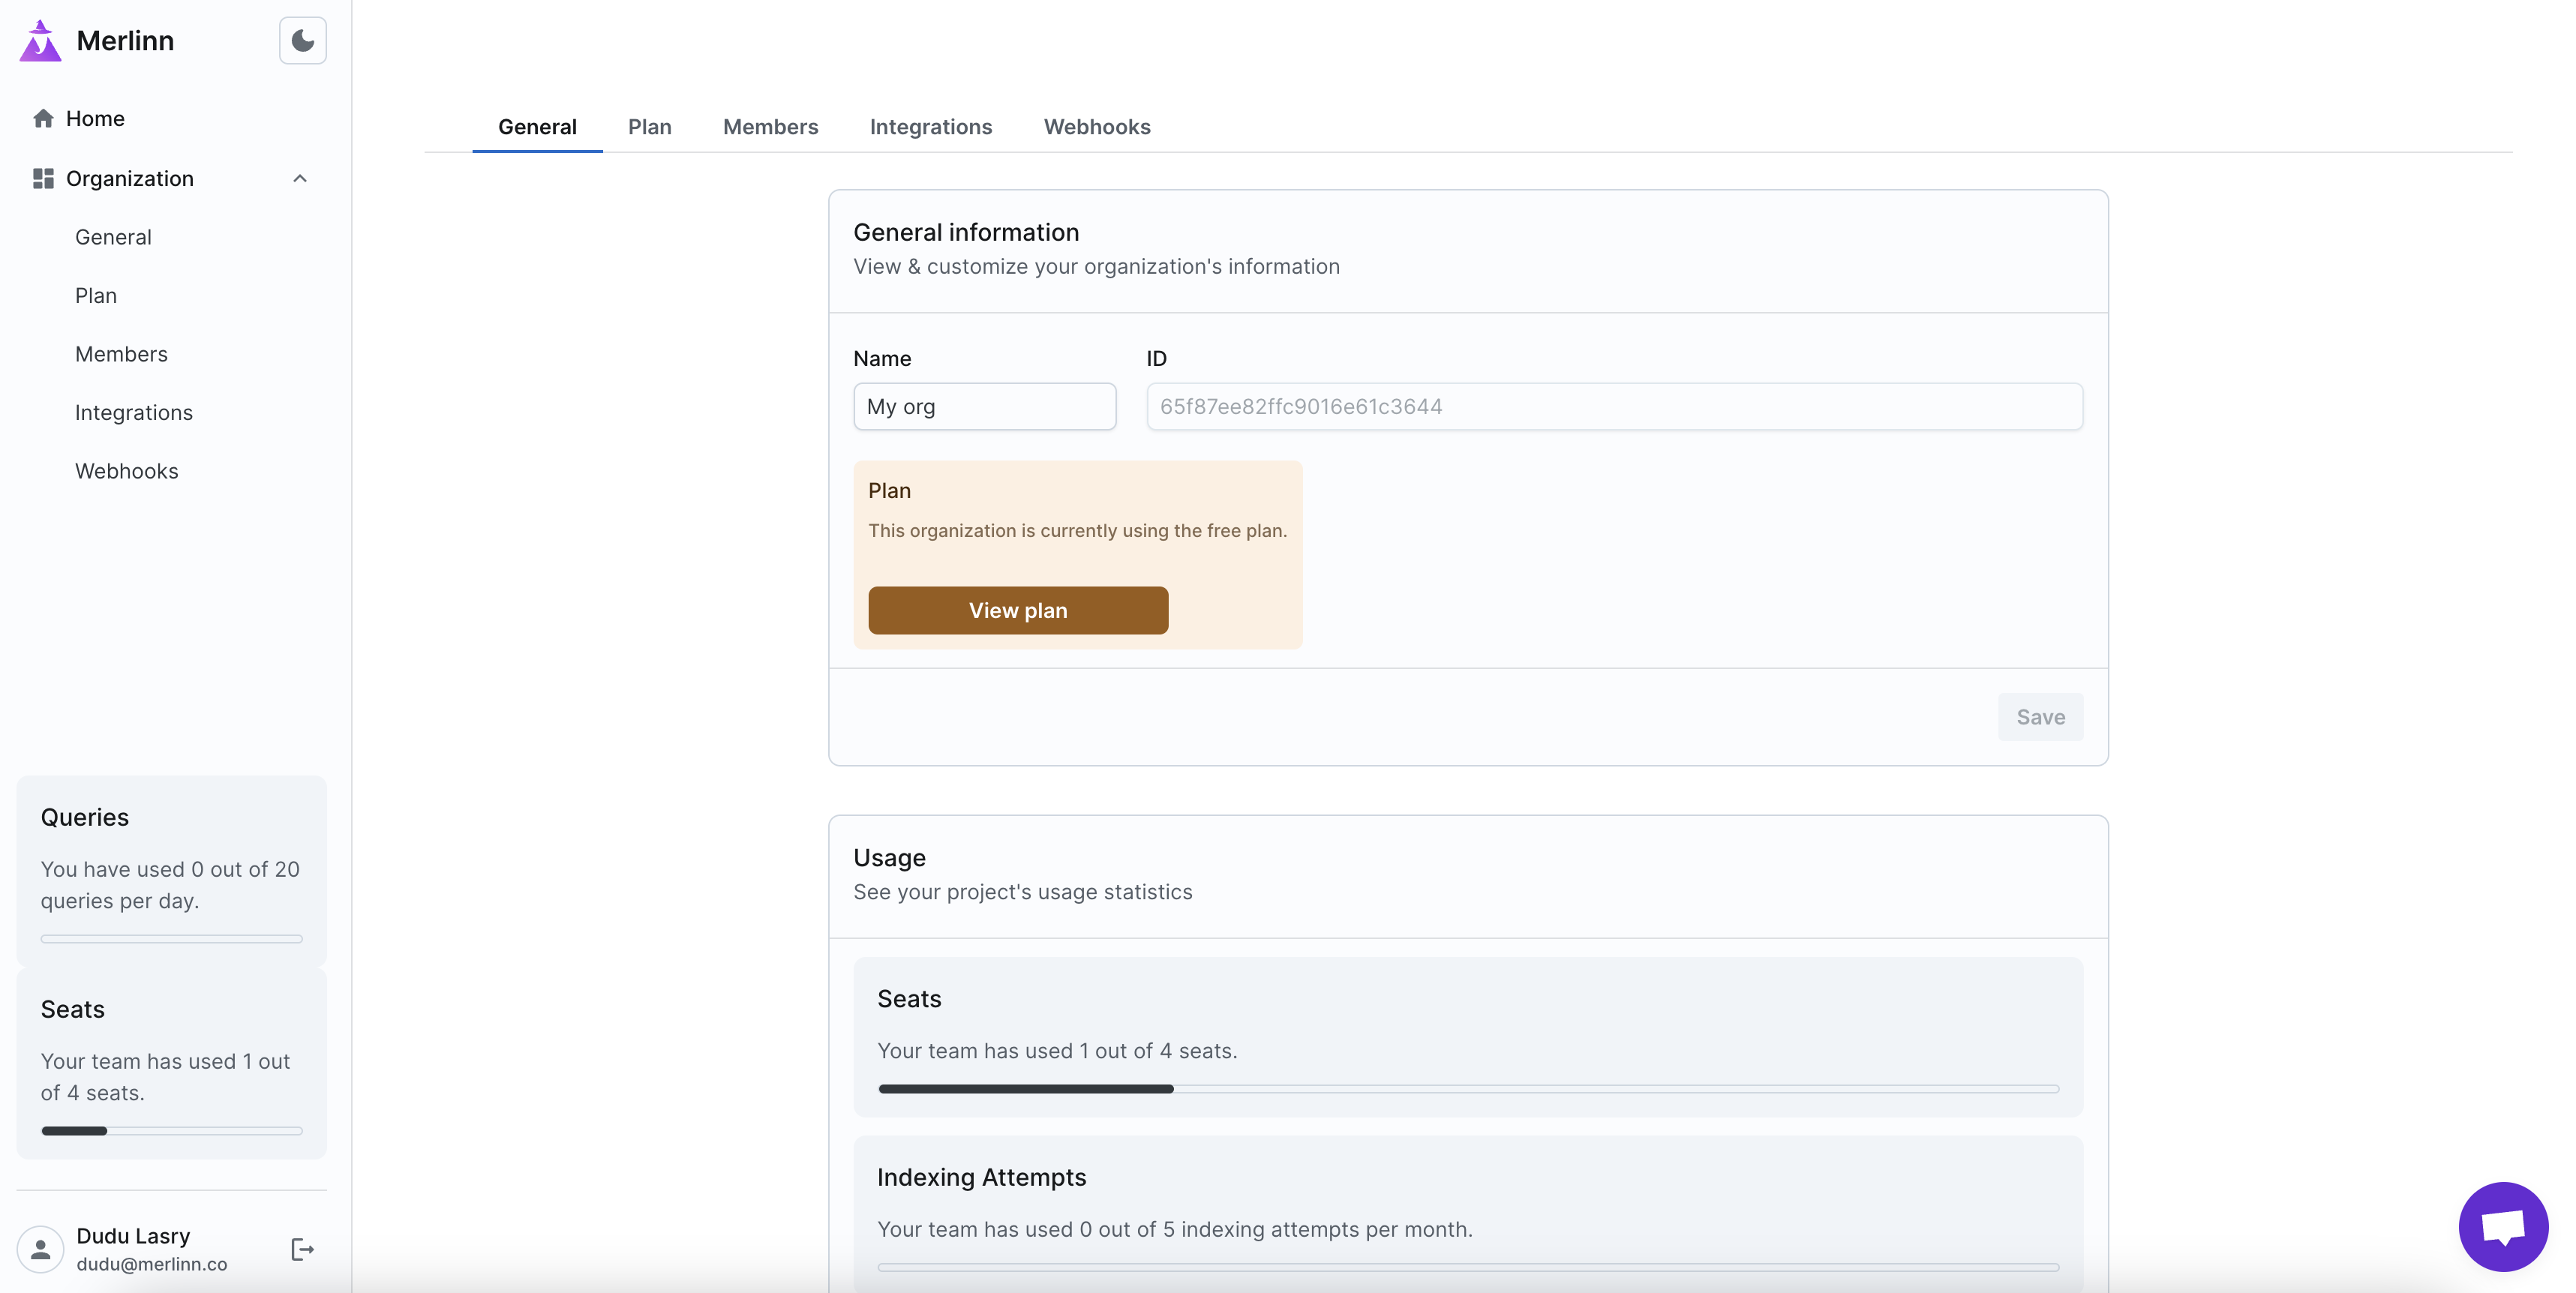 Merlinn
Home
Organization
General
Plan
Members
Integrations
Webhooks
Queries
You have used 0 out of 20
queries per day.
Seats
Your team has used 1 out
of 4 seats.
Dudu Lasry
dudu@merlinn.co
General Plan Members Integrations Webhooks
General information
View & customize your organization's information
Name ID
My org 65f87ee82ffc9016e61c3644
Plan
This organization is currently using the free plan.
View plan
Save
Usage
See your project's usage statistics
Seats
Your team has used 1 out of 4 seats.
Indexing Attempts
Your team has used 0 out of 5 indexing attempts per month.